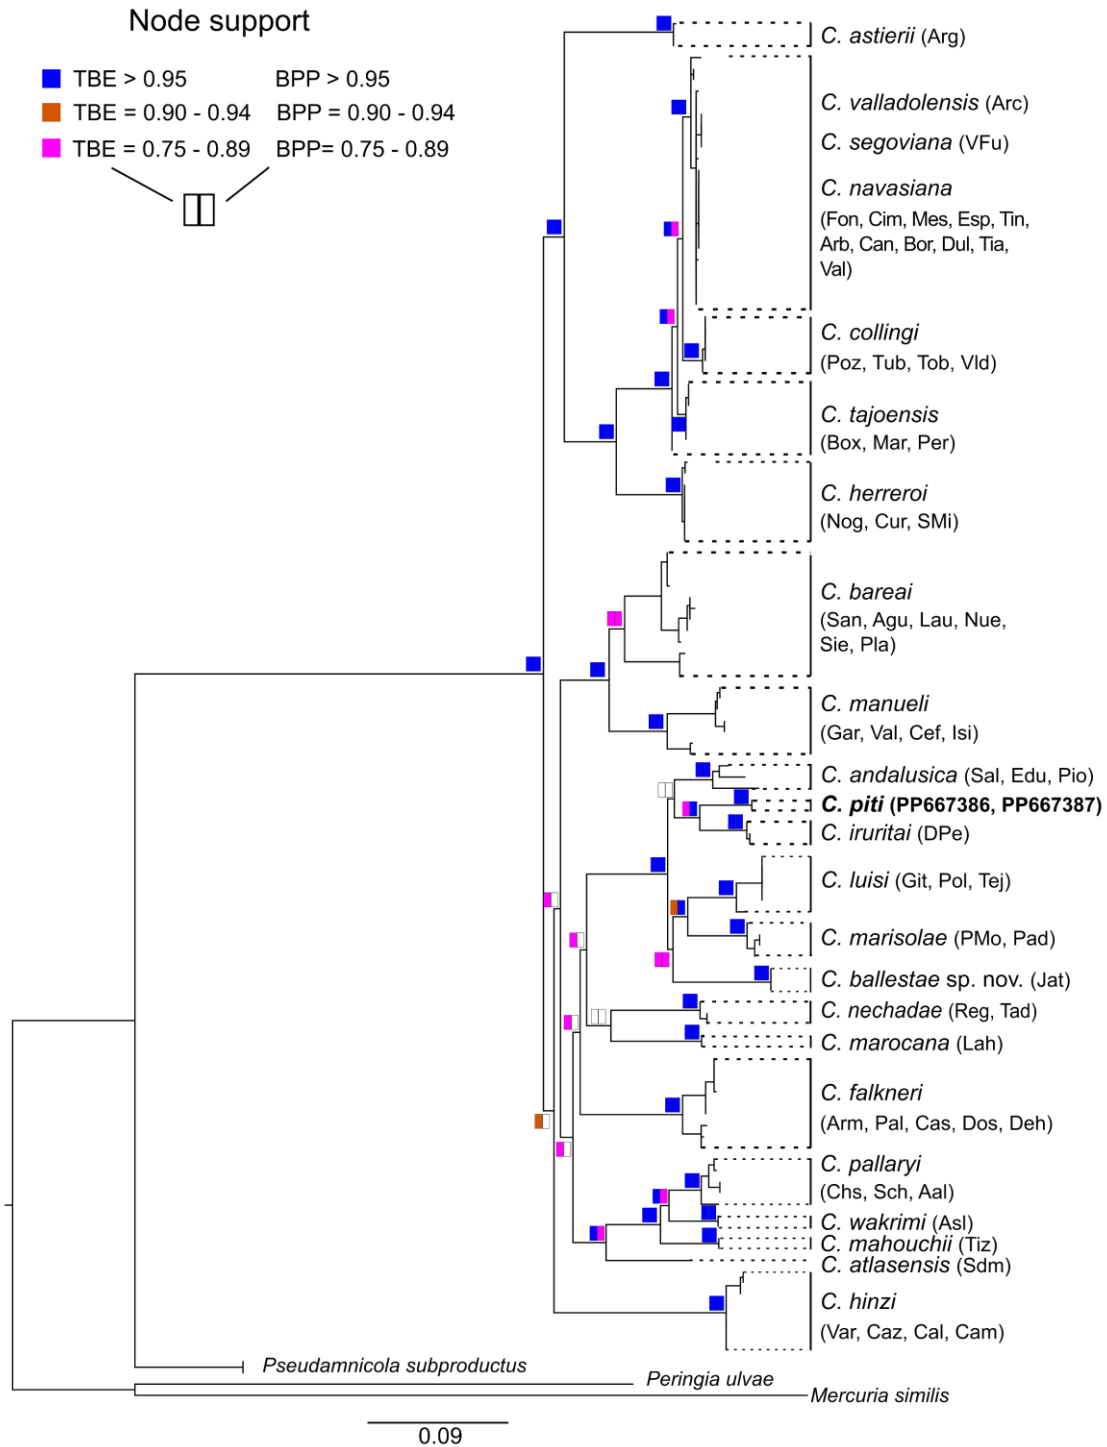 Node support
TBE > 0.95 BPP > 0.95
TBE = 0.90 - 0.94 BPP = 0.90 - 0.94
TBE = 0.75 - 0.89 BPP= 0.75 - 0.89
C. astierii (Arg)
C. valladolensis (Arc)
C. segoviana (VFu)
C. navasiana
(Fon, Cim, Mes, Esp, Tin,
Arb, Can, Bor, Dul, Tia,
Val)
C. collingi
(Poz, Tub, Tob, Vld)
C. tajoensis
(Box, Mar, Per)
C. herreroi
(Nog, Cur, SMi)
C. bareai
(San, Agu, Lau, Nue,
Sie, Pla)
C. manueli
(Gar, Val, Cef, Isi)
C. andalusica (Sal, Edu, Pio)
C. piti (PP667386, PP667387)
C. iruritai (DPe)
C. luisi (Git, Pol, Tej)
C. marisolae (PMo, Pad)
C. ballestae sp. nov. (Jat)
C. nechadae (Reg, Tad)
C. marocana (Lah)
C. falkneri
(Arm, Pal, Cas, Dos, Deh)
C. pallaryi
(Chs, Sch, Aal)
C. wakrimi (Asl)
C. mahouchii (Tiz)
C. atlasensis (Sdm)
C. hinzi
(Var, Caz, Cal, Cam)
Pseudamnicola subproductus
Peringia ulvae
Mercuria similis
0.09